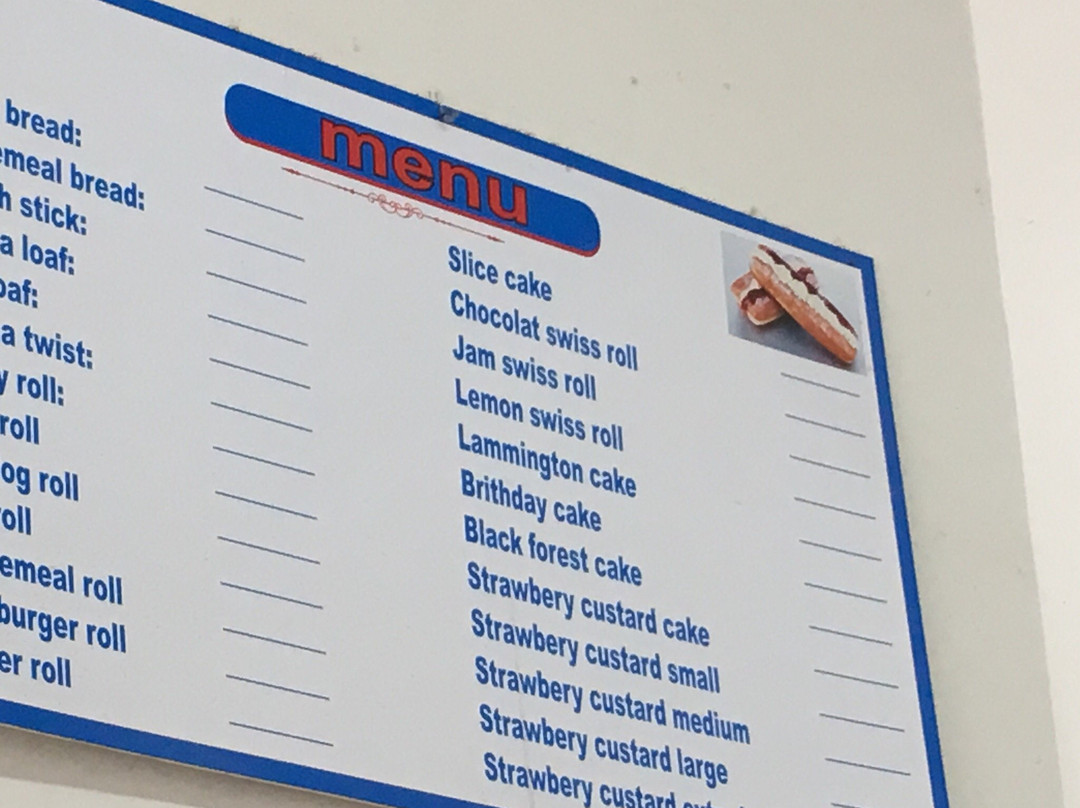 menu
bread:
emeal bread:
h stick:
a loaf:
oaf:
a twist:
y roll:
roll
og roll
roll
emeal roll
burger roll
er roll
Slice cake
Chocolat swiss roll
Jam swiss roll
Lemon swiss roll
Lammington cake
Brithday cake
Black forest cake
Strawbery custard cake
Strawbery custard small
Strawbery custard medium
Strawbery custard large
Strawbery custard